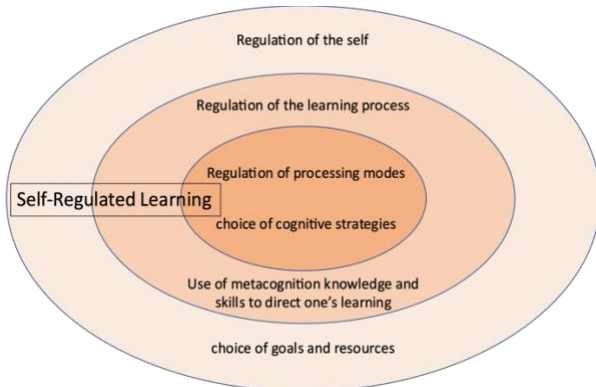 Regulation of the self
Regulation of the learning process
Regulation of processing modes
Self-Regulated Learning
choice of cognitive strategies
Use of metacognition knowledge and
skills to direct one's learning
choice of goals and resources